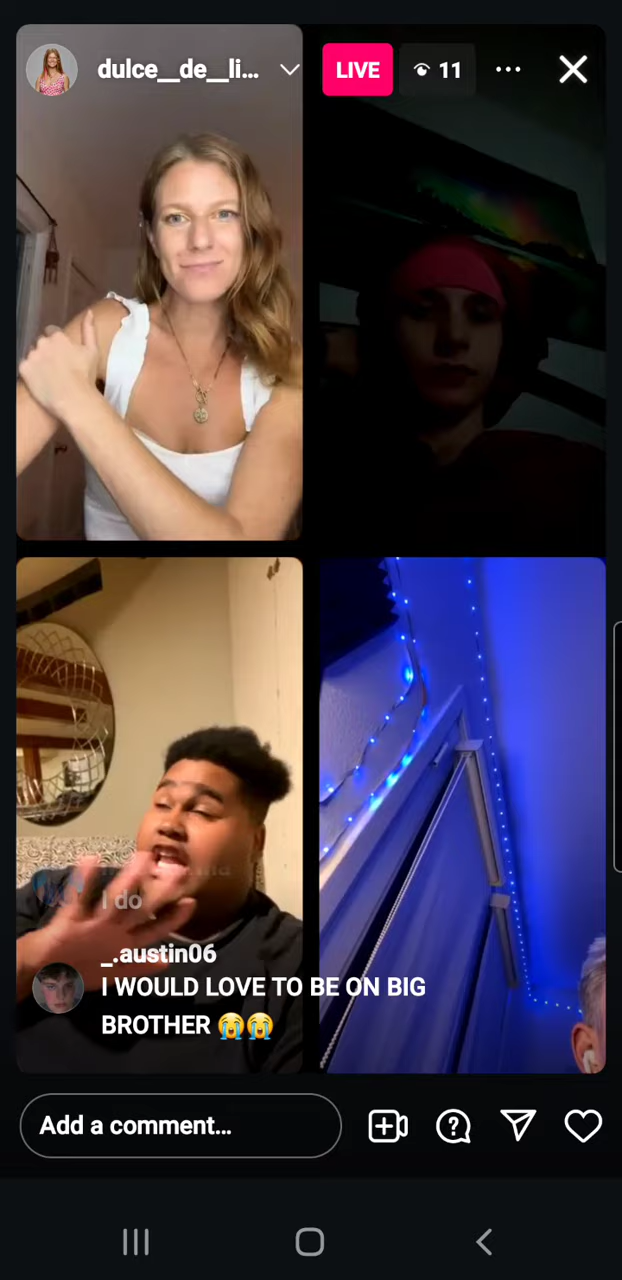 dulce__de__li...
LIVE
11
I do
_.austin06
I WOULD LOVE TO BE ON BIG
BROTHER 😭😭
Add a comment...